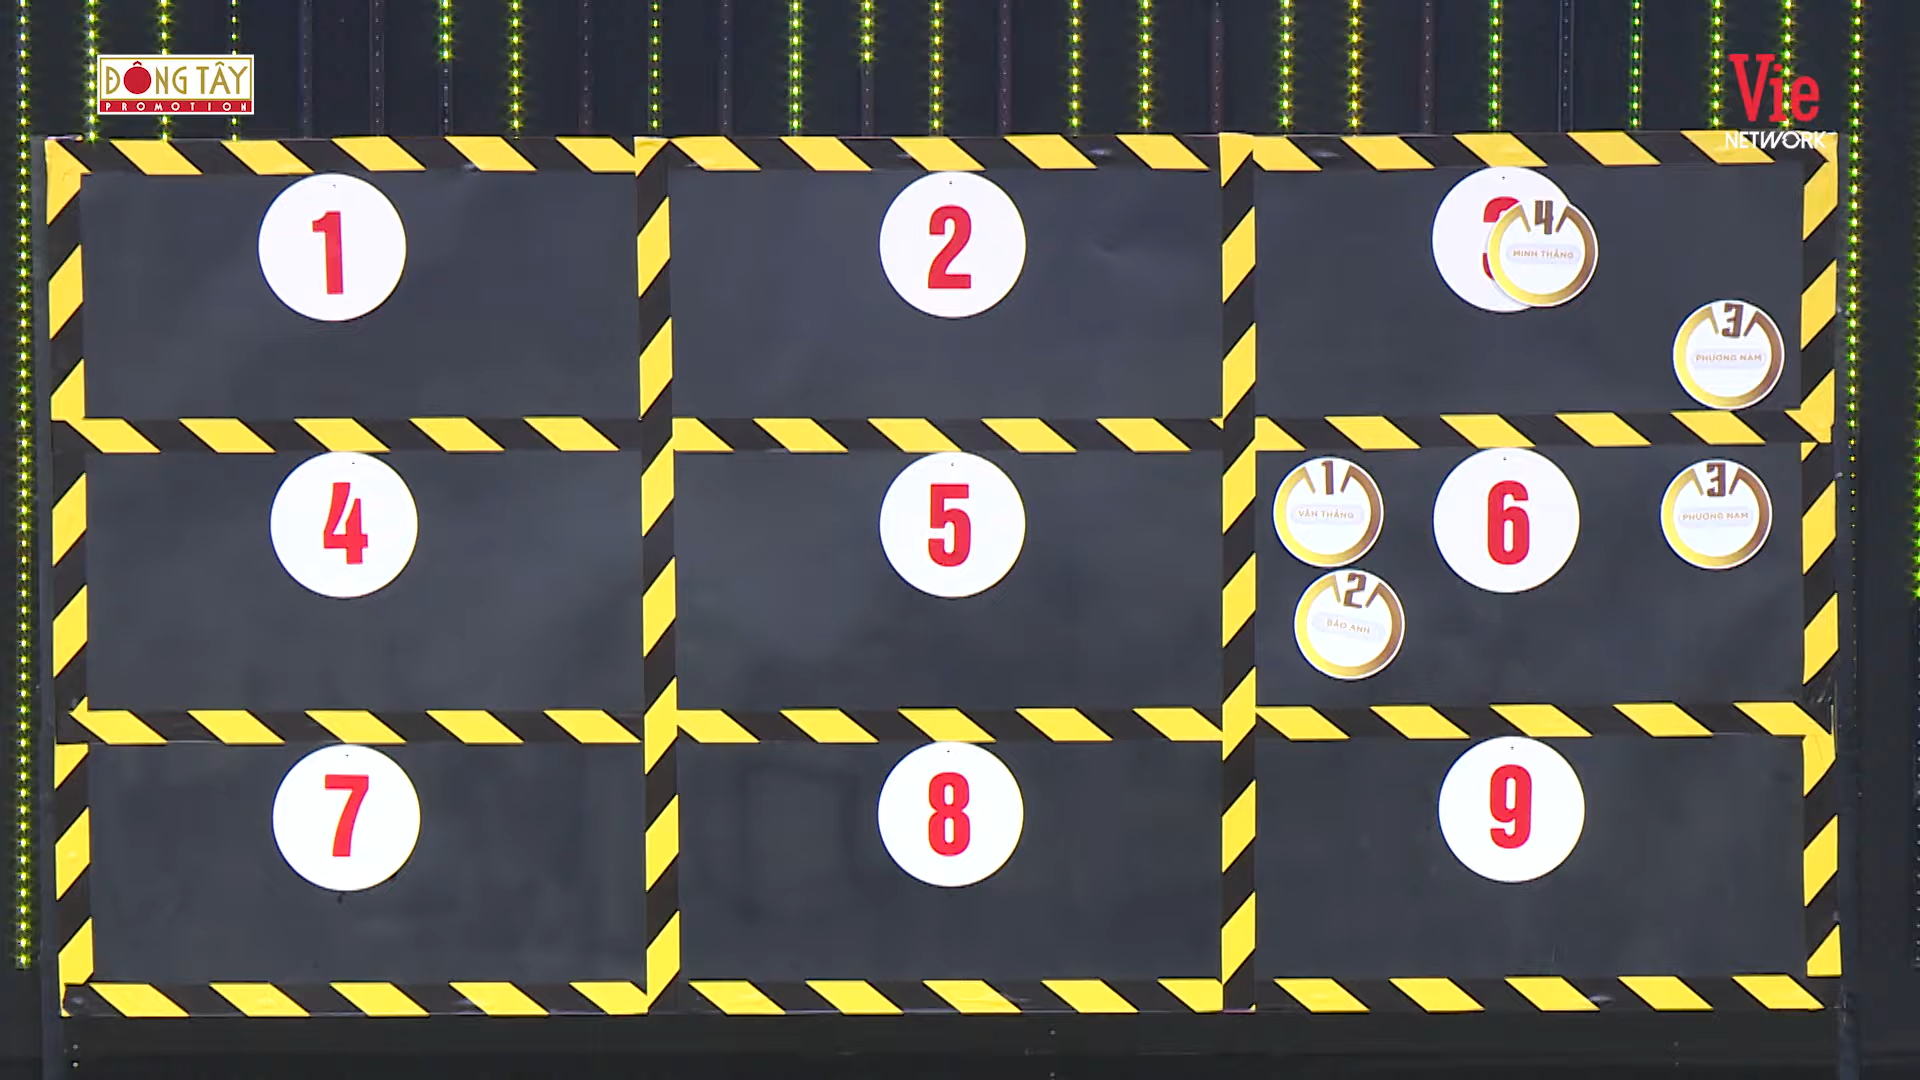 ĐÔNG TÂY
PROMOTION
Vie
NETWORK
1
2
3
4
MINH THẮNG
3
PHƯƠNG NAM
4
5
6
1
VĂN THẮNG
3
PHƯƠNG NAM
2
BẢO ANH
7
8
9